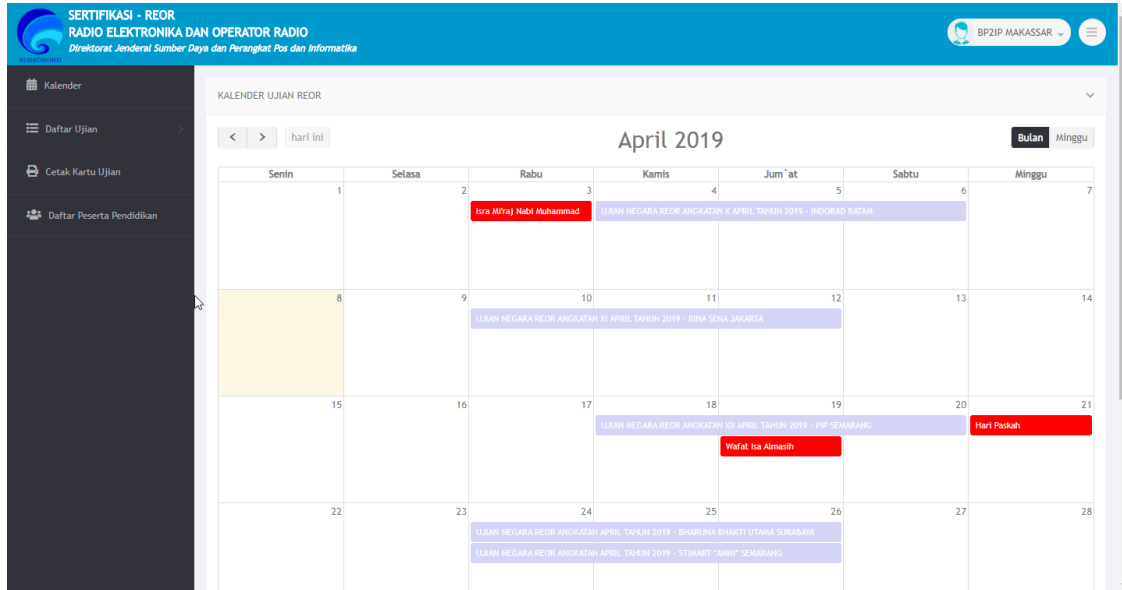 SERTIFIKASI - REOR
RADIO ELEKTRONIKA DAN OPERATOR RADIO
Direktorat Jenderal Sumber Daya dan Perangkat Pos dan Informatika
KEMKOMINFO
BP2IP MAKASSAR
Kalender
Daftar Ujian
Cetak Kartu Ujian
Daftar Peserta Pendidikan
KALENDER UJIAN REOR
hari ini
April 2019
Bulan Minggu
Senin Selasa Rabu Kamis Jum`at Sabtu Minggu
1 2 3 4 5 6 7
Isra Mi'raj Nabi Muhammad UJIAN NEGARA REOR ANGKATAN X APRIL TAHUN 2019 - INDORAD BATAM
8 9 10 11 12 13 14
UJIAN NEGARA REOR ANGKATAN XI APRIL TAHUN 2019 - BINA SENA JAKARTA
15 16 17 18 19 20 21
UJIAN NEGARA REOR ANGKATAN XII APRIL TAHUN 2019 - PIP SEMARANG Hari Paskah
Wafat Isa Almasih
22 23 24 25 26 27 28
UJIAN NEGARA REOR ANGKATAN APRIL TAHUN 2019 - BHARUNA BHAKTI UTAMA SURABAYA
UJIAN NEGARA REOR ANGKATAN APRIL TAHUN 2019 - STIMART "AMNI" SEMARANG